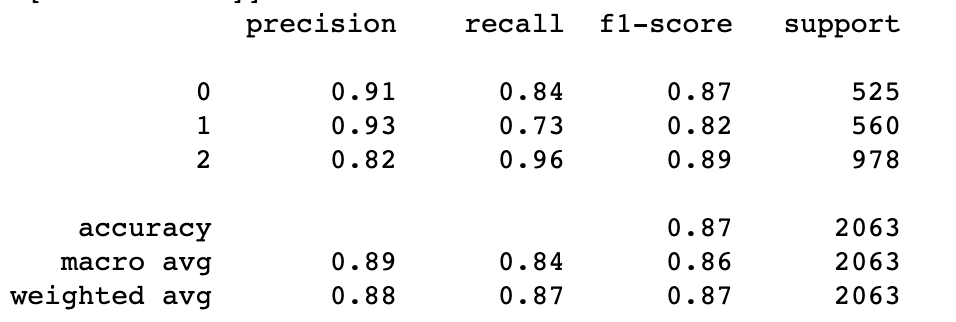 precision recall f1-score support
0 0.91 0.84 0.87 525
1 0.93 0.73 0.82 560
2 0.82 0.96 0.89 978
accuracy 0.87 2063
macro avg 0.89 0.84 0.86 2063
weighted avg 0.88 0.87 0.87 2063